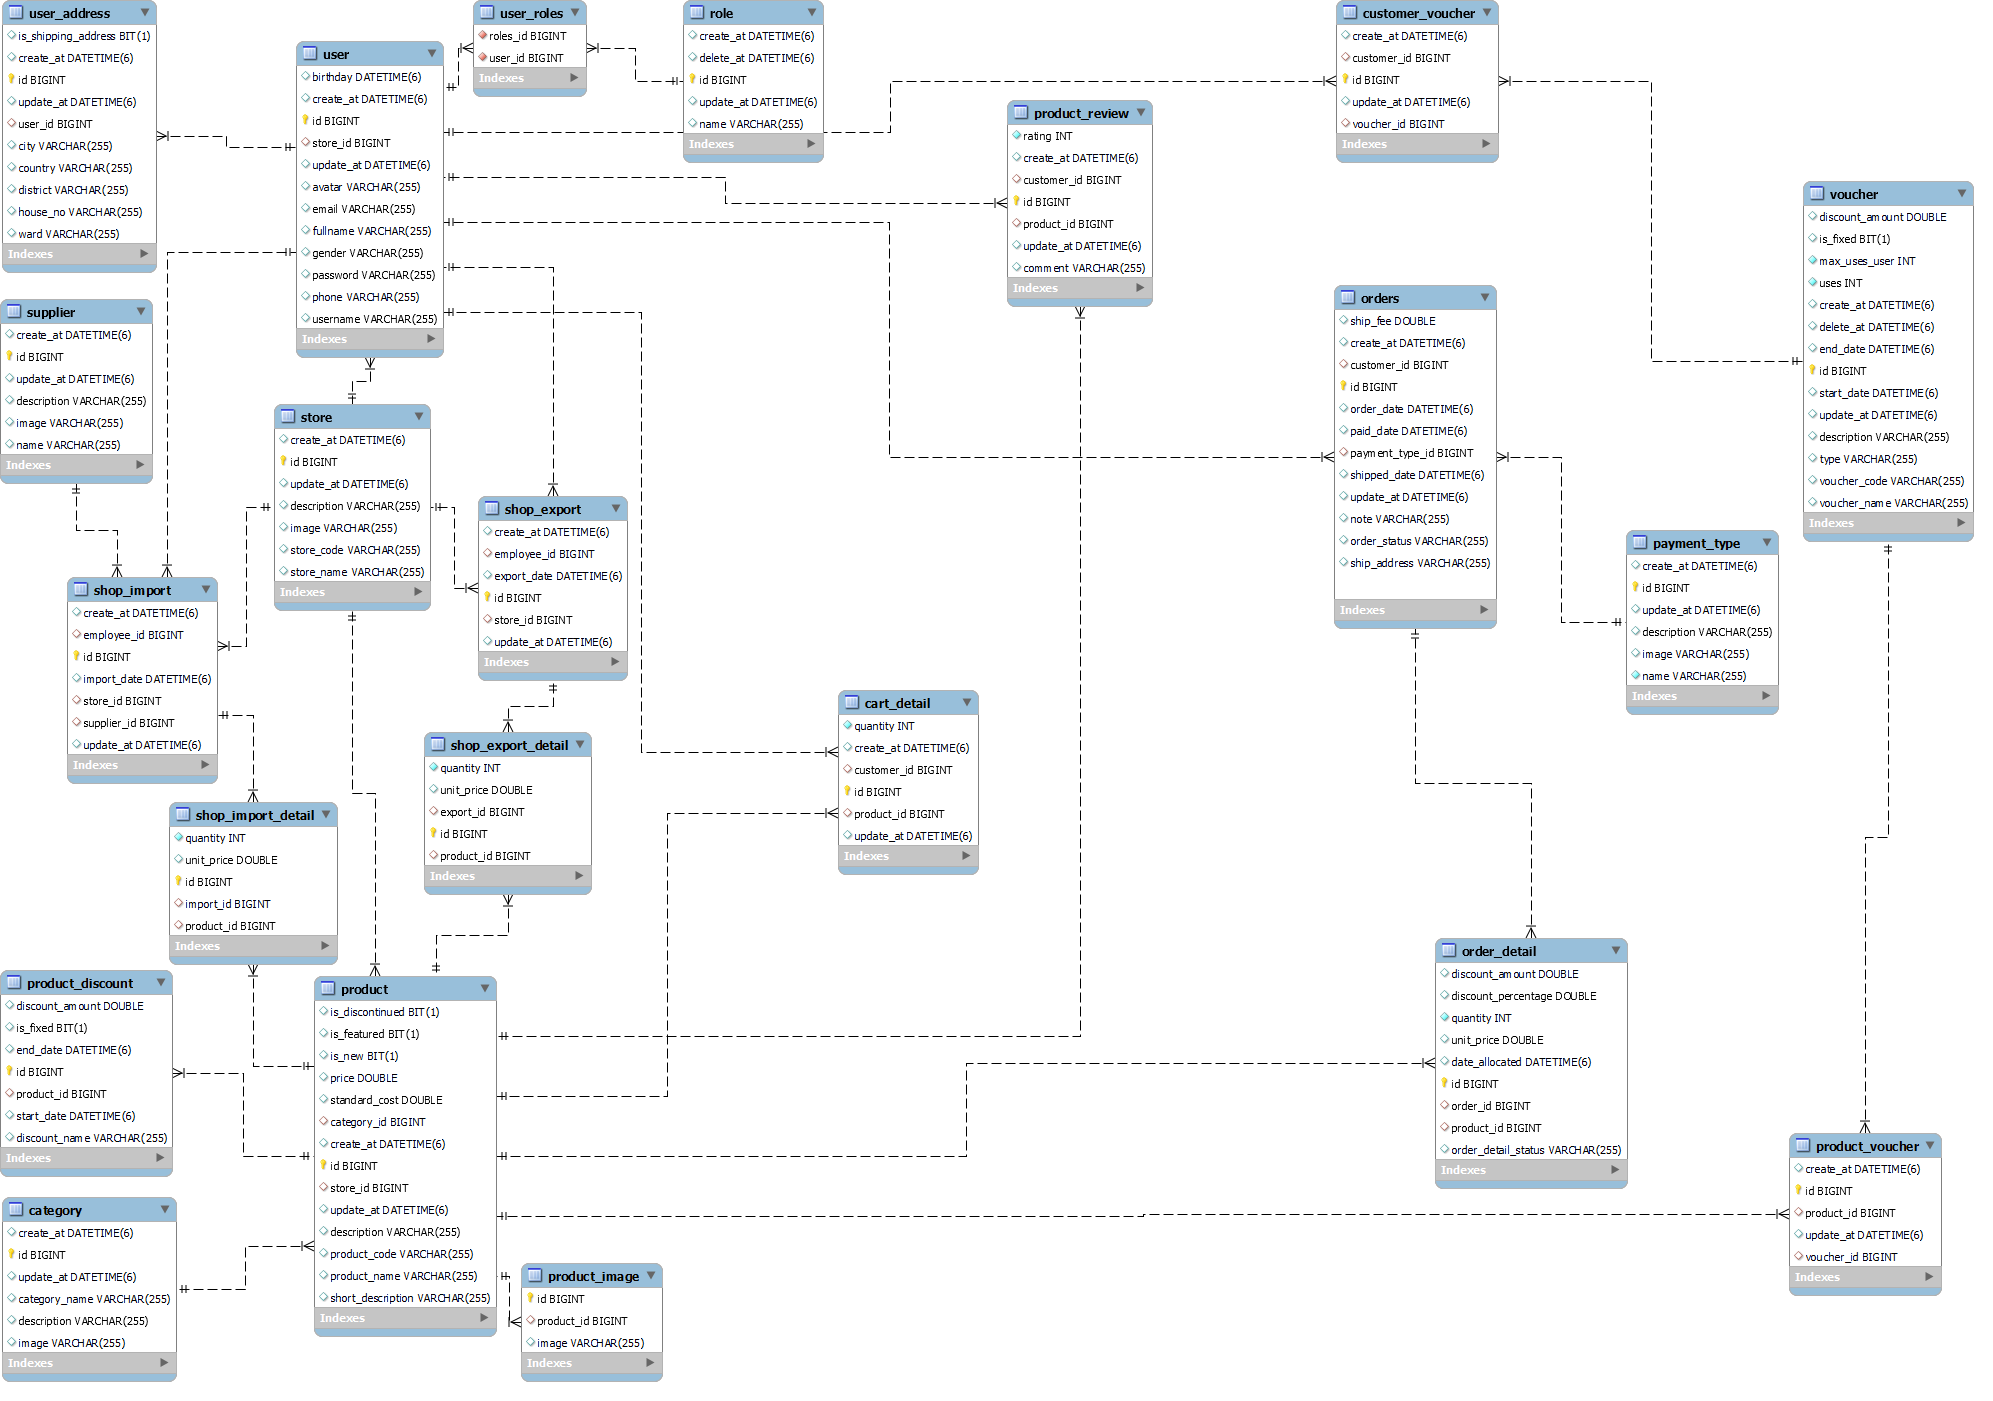 user_address
is_shipping_address BIT(1)
create_at DATETIME(6)
id BIGINT
update_at DATETIME(6)
user_id BIGINT
city VARCHAR(255)
country VARCHAR(255)
district VARCHAR(255)
house_no VARCHAR(255)
ward VARCHAR(255)
Indexes
user
birthday DATETIME(6)
create_at DATETIME(6)
id BIGINT
store_id BIGINT
update_at DATETIME(6)
avatar VARCHAR(255)
email VARCHAR(255)
fullname VARCHAR(255)
gender VARCHAR(255)
password VARCHAR(255)
phone VARCHAR(255)
username VARCHAR(255)
Indexes
user_roles
roles_id BIGINT
user_id BIGINT
Indexes
role
create_at DATETIME(6)
delete_at DATETIME(6)
id BIGINT
update_at DATETIME(6)
name VARCHAR(255)
Indexes
product_review
rating INT
create_at DATETIME(6)
customer_id BIGINT
id BIGINT
product_id BIGINT
update_at DATETIME(6)
comment VARCHAR(255)
Indexes
customer_voucher
create_at DATETIME(6)
customer_id BIGINT
id BIGINT
update_at DATETIME(6)
voucher_id BIGINT
Indexes
voucher
discount_amount DOUBLE
is_fixed BIT(1)
max_uses_user INT
uses INT
create_at DATETIME(6)
delete_at DATETIME(6)
end_date DATETIME(6)
id BIGINT
start_date DATETIME(6)
update_at DATETIME(6)
description VARCHAR(255)
type VARCHAR(255)
voucher_code VARCHAR(255)
voucher_name VARCHAR(255)
Indexes
supplier
create_at DATETIME(6)
id BIGINT
update_at DATETIME(6)
description VARCHAR(255)
image VARCHAR(255)
name VARCHAR(255)
Indexes
store
create_at DATETIME(6)
id BIGINT
update_at DATETIME(6)
description VARCHAR(255)
image VARCHAR(255)
store_code VARCHAR(255)
store_name VARCHAR(255)
Indexes
shop_export
create_at DATETIME(6)
employee_id BIGINT
export_date DATETIME(6)
id BIGINT
store_id BIGINT
update_at DATETIME(6)
Indexes
orders
ship_fee DOUBLE
create_at DATETIME(6)
customer_id BIGINT
id BIGINT
order_date DATETIME(6)
paid_date DATETIME(6)
payment_type_id BIGINT
shipped_date DATETIME(6)
update_at DATETIME(6)
note VARCHAR(255)
order_status VARCHAR(255)
ship_address VARCHAR(255)
Indexes
payment_type
create_at DATETIME(6)
id BIGINT
update_at DATETIME(6)
description VARCHAR(255)
image VARCHAR(255)
name VARCHAR(255)
Indexes
shop_import
create_at DATETIME(6)
employee_id BIGINT
id BIGINT
import_date DATETIME(6)
store_id BIGINT
supplier_id BIGINT
update_at DATETIME(6)
Indexes
shop_export_detail
quantity INT
unit_price DOUBLE
export_id BIGINT
id BIGINT
product_id BIGINT
Indexes
cart_detail
quantity INT
create_at DATETIME(6)
customer_id BIGINT
id BIGINT
product_id BIGINT
update_at DATETIME(6)
Indexes
shop_import_detail
quantity INT
unit_price DOUBLE
id BIGINT
import_id BIGINT
product_id BIGINT
Indexes
product_discount
discount_amount DOUBLE
is_fixed BIT(1)
end_date DATETIME(6)
id BIGINT
product_id BIGINT
start_date DATETIME(6)
discount_name VARCHAR(255)
Indexes
product
is_discontinued BIT(1)
is_featured BIT(1)
is_new BIT(1)
price DOUBLE
standard_cost DOUBLE
category_id BIGINT
create_at DATETIME(6)
id BIGINT
store_id BIGINT
update_at DATETIME(6)
description VARCHAR(255)
product_code VARCHAR(255)
product_name VARCHAR(255)
short_description VARCHAR(255)
Indexes
order_detail
discount_amount DOUBLE
discount_percentage DOUBLE
quantity INT
unit_price DOUBLE
date_allocated DATETIME(6)
id BIGINT
order_id BIGINT
product_id BIGINT
order_detail_status VARCHAR(255)
Indexes
product_voucher
create_at DATETIME(6)
id BIGINT
product_id BIGINT
update_at DATETIME(6)
voucher_id BIGINT
Indexes
category
create_at DATETIME(6)
id BIGINT
update_at DATETIME(6)
category_name VARCHAR(255)
description VARCHAR(255)
image VARCHAR(255)
Indexes
product_image
id BIGINT
product_id BIGINT
image VARCHAR(255)
Indexes